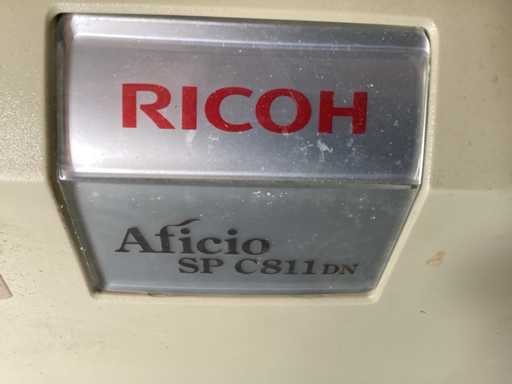 RICOH
Aficio
SP C811DN